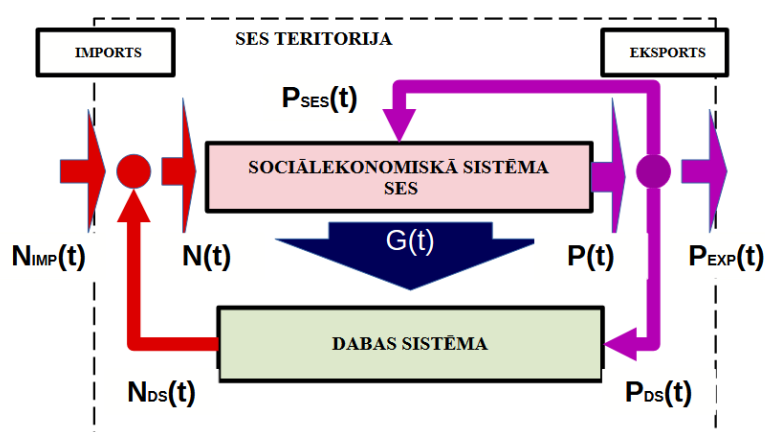 SES TERITORIJA
IMPORTS
EKSPORTS
PSES(t)
SOCIĀLEKONOMISKĀ SISTĒMA
SES
NIMP(t)
N(t)
G(t)
P(t)
PEXP(t)
DABAS SISTĒMA
NDS(t)
PDS(t)